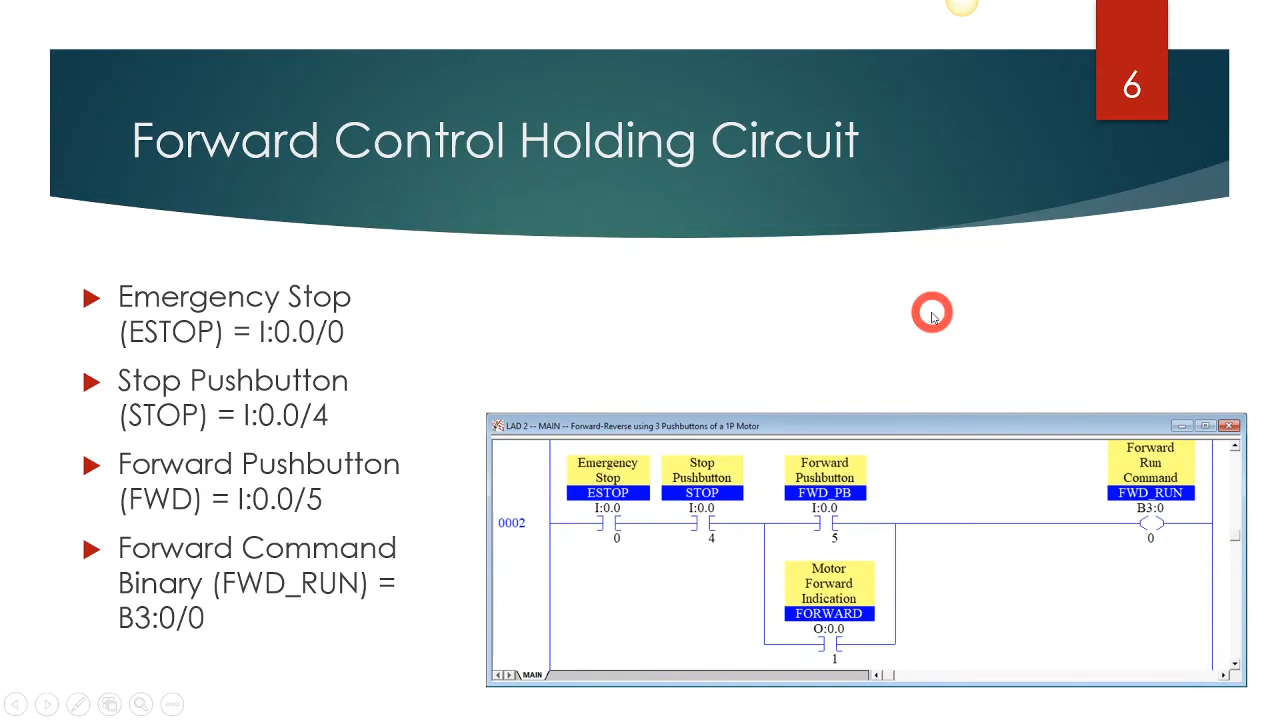 6
Forward Control Holding Circuit
Emergency Stop
(ESTOP) = I:0.0/0
Stop Pushbutton
(STOP) = I:0.0/4
Forward Pushbutton
(FWD) = I:0.0/5
Forward Command
Binary (FWD_RUN) =
B3:0/0
LAD 2 -- MAIN -- Forward-Reverse using 3 Pushbuttons of a 1P Motor
0002
Emergency
Stop
ESTOP
I:0.0
0
Stop
Pushbutton
STOP
I:0.0
4
Forward
Pushbutton
FWD_PB
I:0.0
5
Motor
Forward
Indication
FORWARD
O:0.0
1
Forward
Run
Command
FWD_RUN
B3:0
0
MAIN